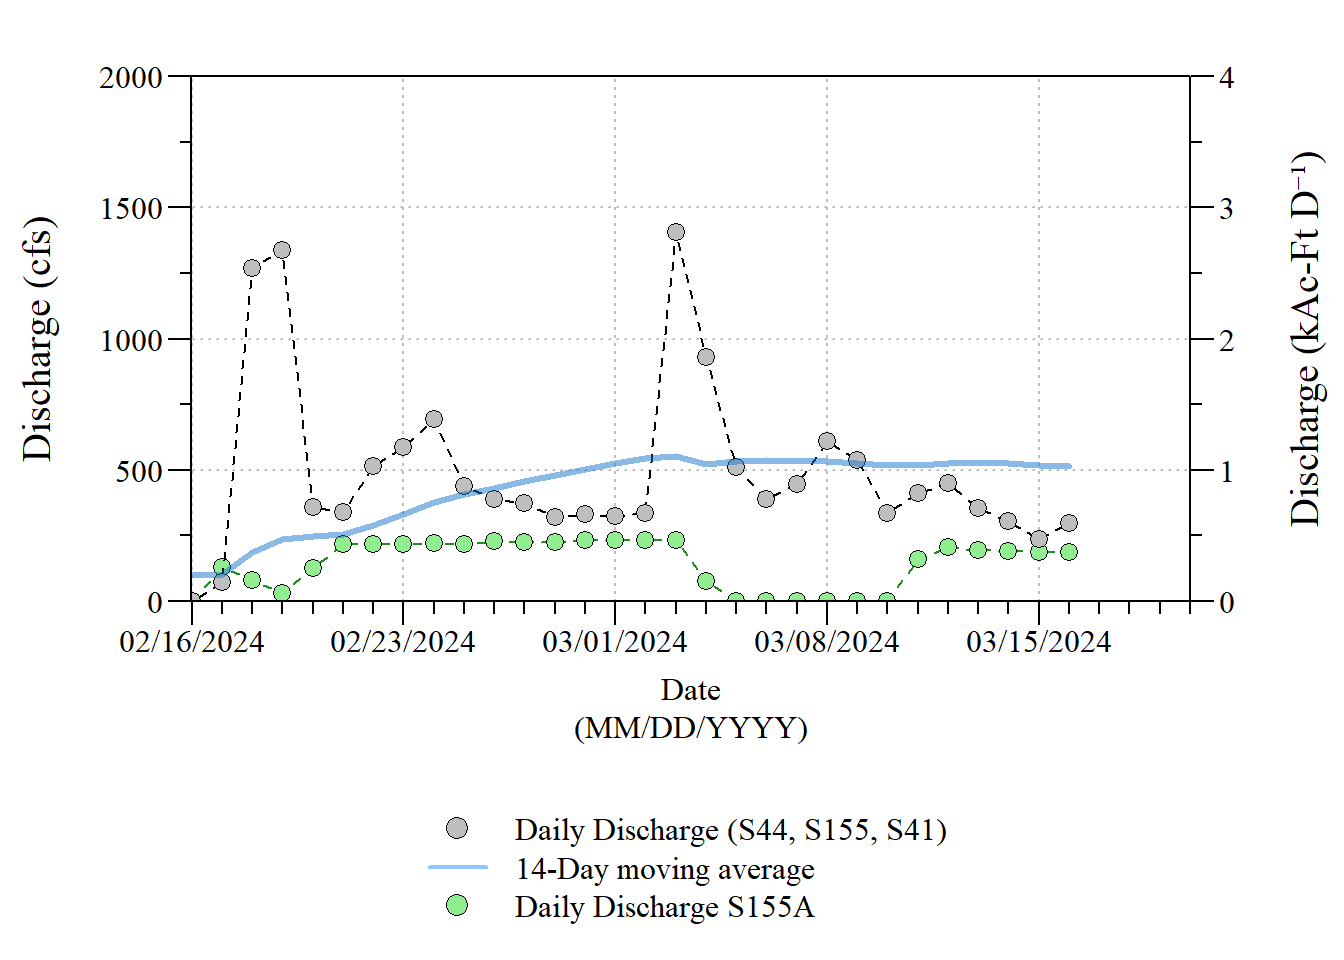 2000
1500
1000
500
0
Discharge (cfs)
4
3
2
1
0
Discharge (kAc-Ft D⁻¹)
02/16/2024 02/23/2024 03/01/2024 03/08/2024 03/15/2024
Date
(MM/DD/YYYY)
Daily Discharge (S44, S155, S41)
14-Day moving average
Daily Discharge S155A